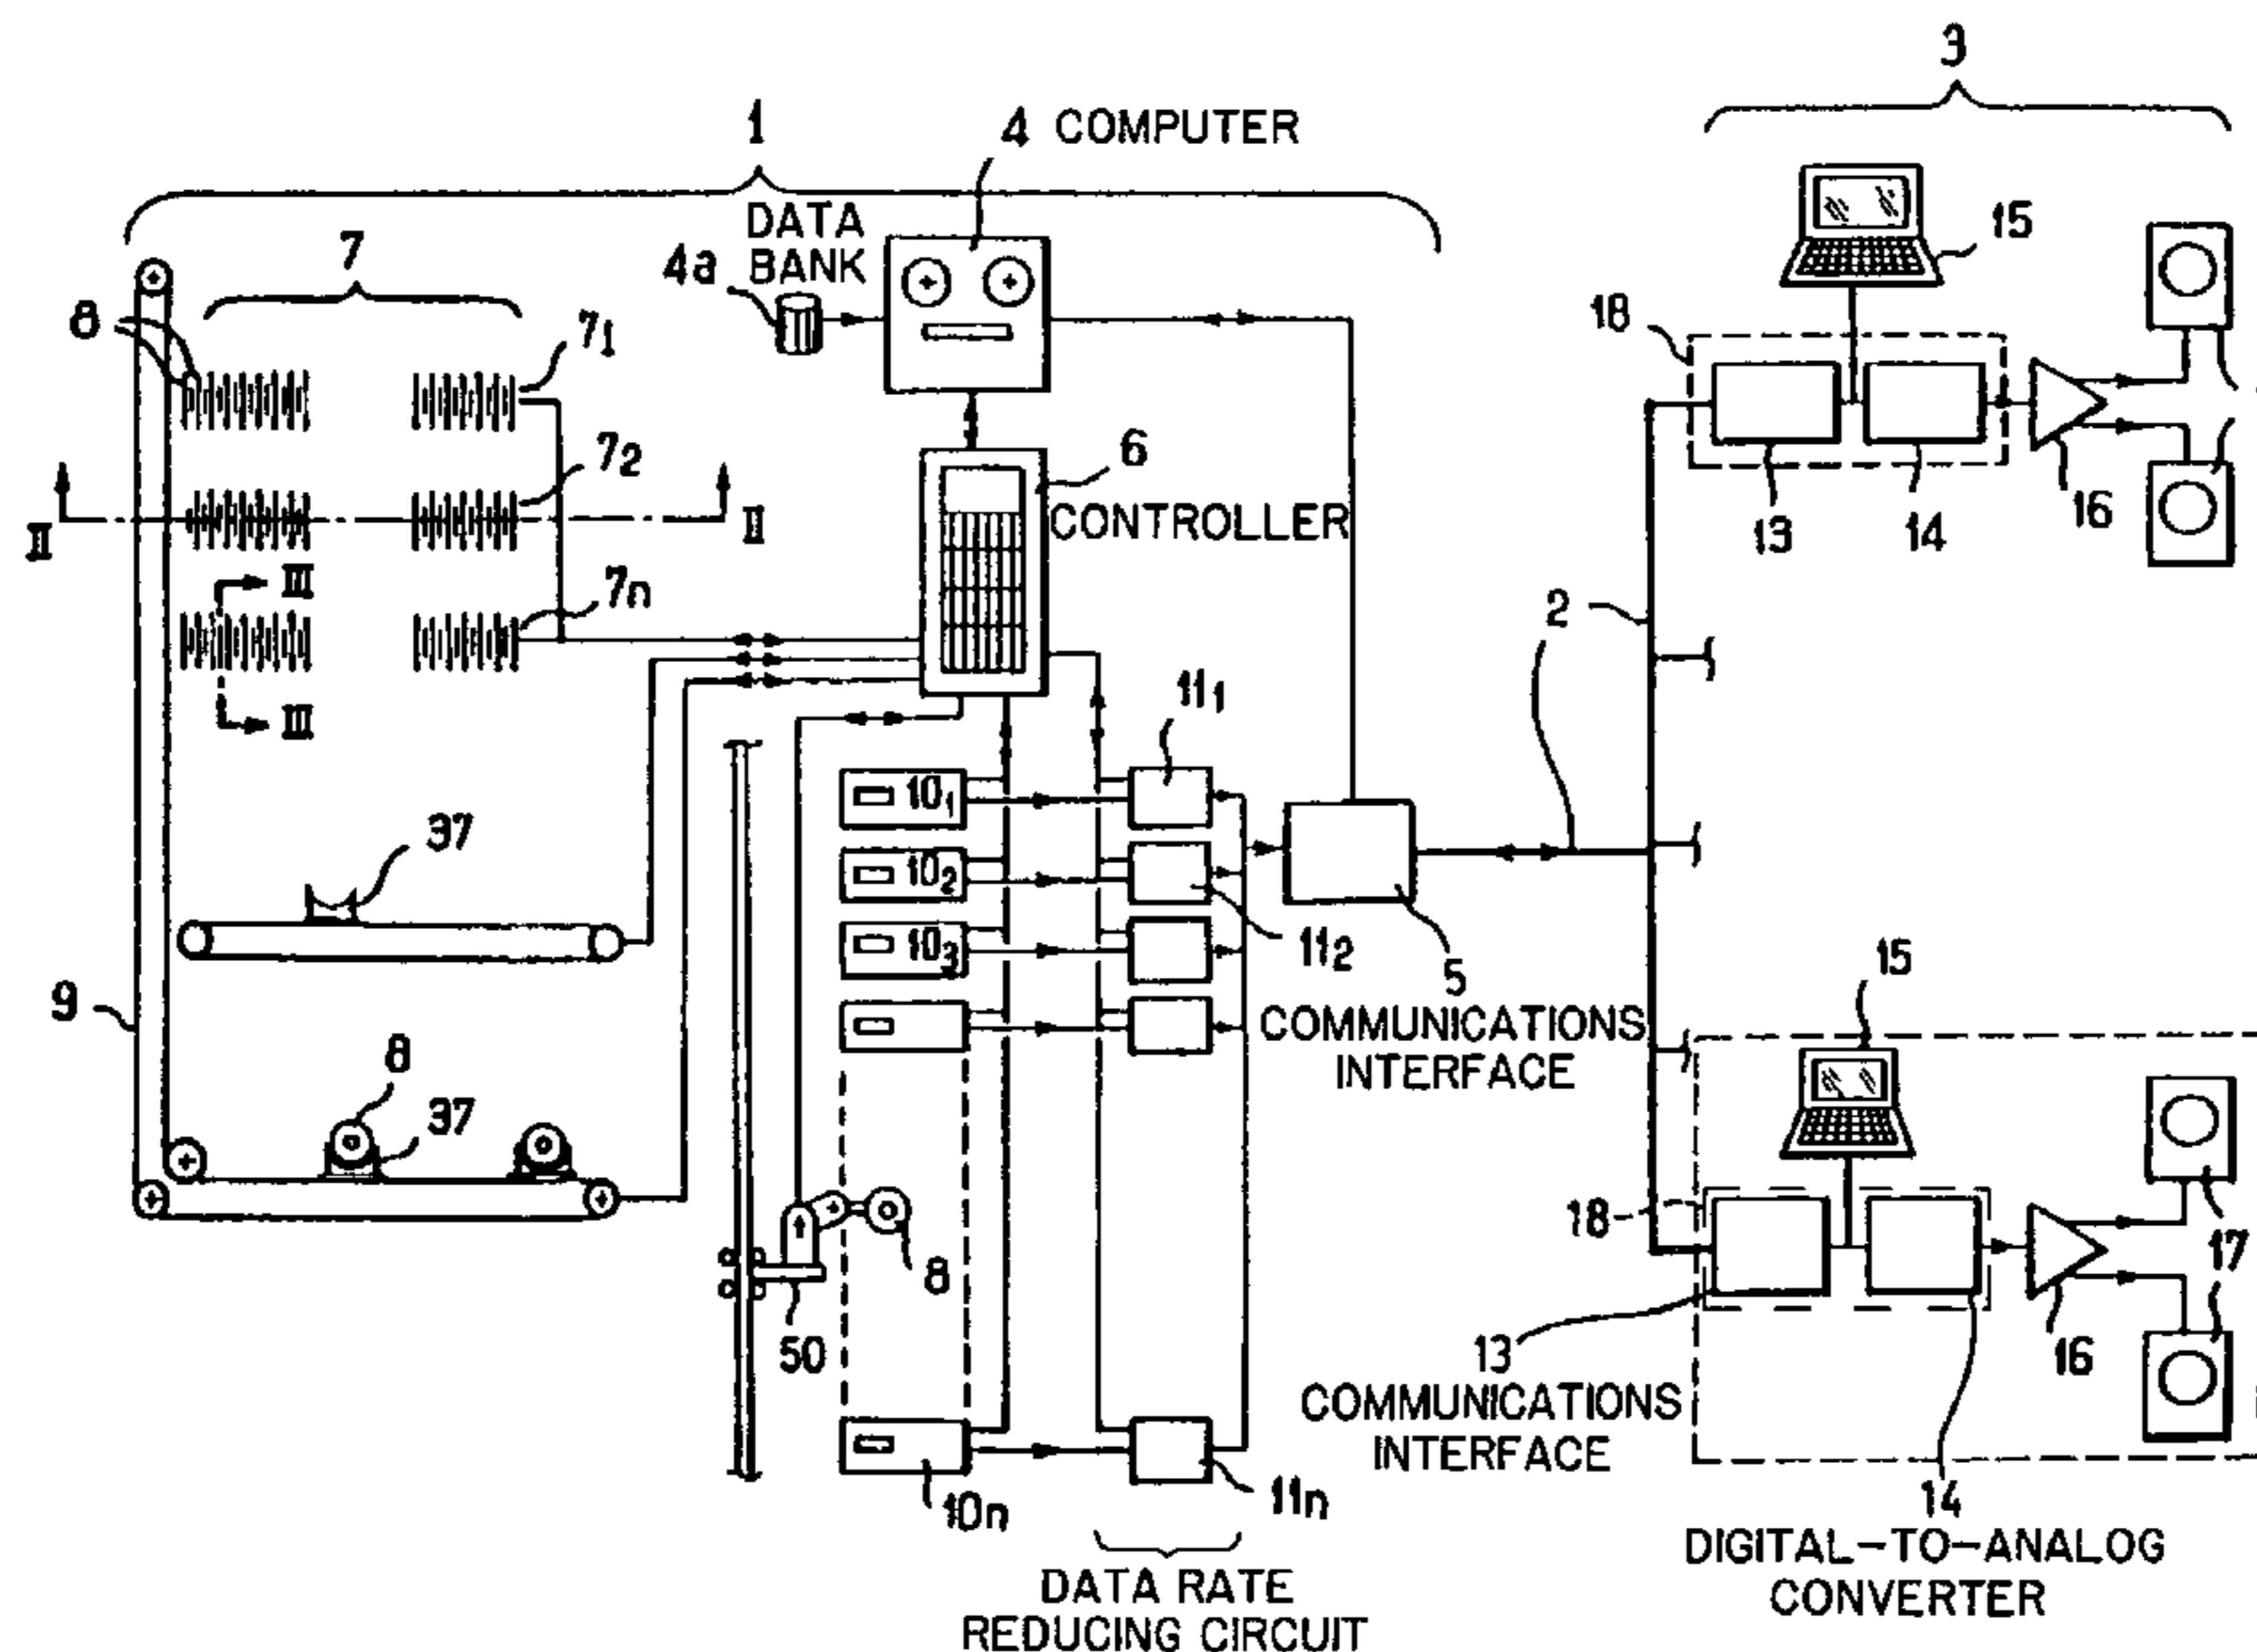 3
1
4 COMPUTER
DATA
BANK
4a
7
8
7₁
7₂
7n
II
II
III
III
6
CONTROLLER
15
18
13
14
16
2
11₁
10₁
10₂
11₂
10₃
5
COMMUNICATIONS
INTERFACE
37
9
8
37
8
50
10n
11n
DATA RATE
REDUCING CIRCUIT
15
18
13
COMMUNICATIONS
INTERFACE
16
17
14
DIGITAL-TO-ANALOG
CONVERTER